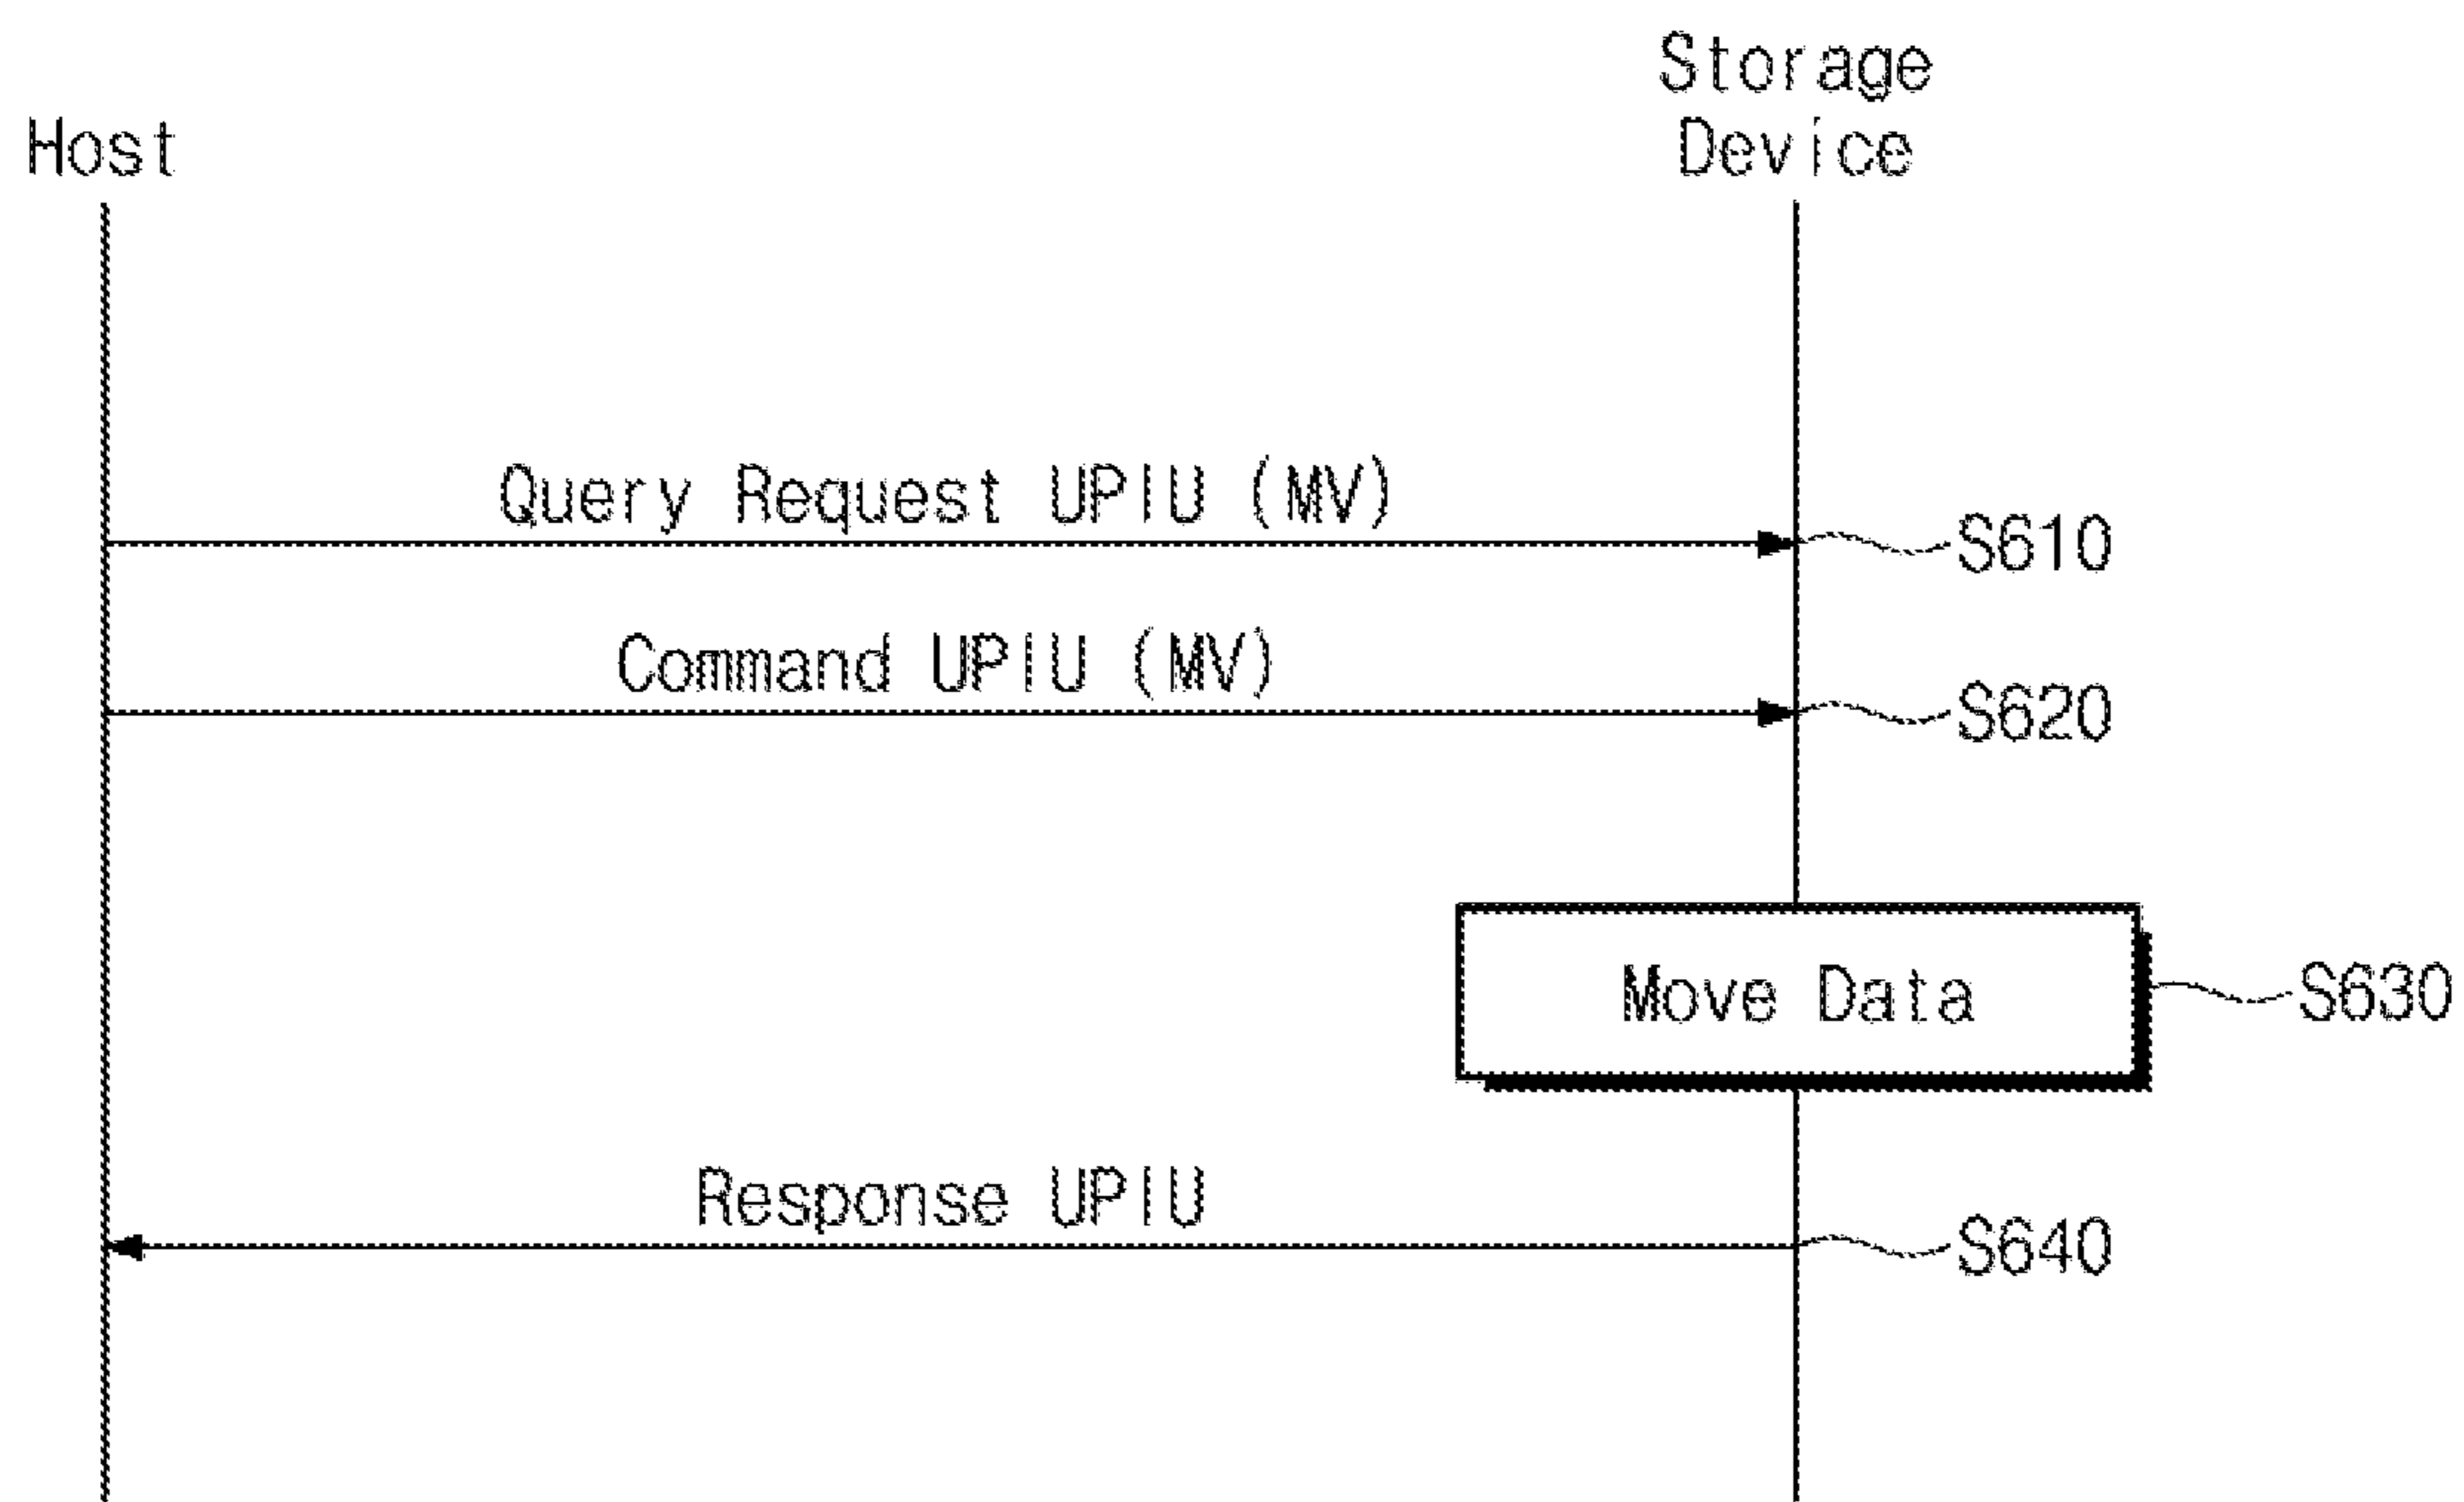 Storage
Device
Host
Query Request UPIU (MV)
S610
Command UPIU (MV)
S620
Move Data
S630
Response UPIU
S640